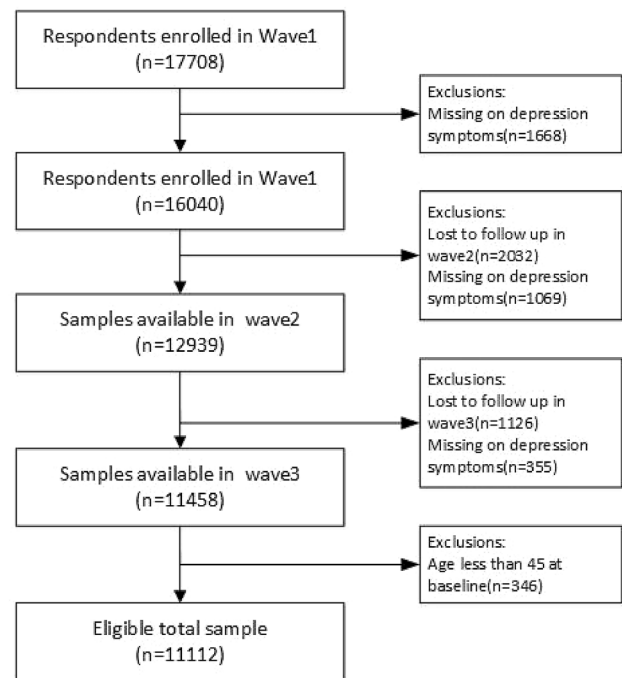 Respondents enrolled in Wave1
(n=17708)
Exclusions:
Missing on depression
symptoms(n=1668)
Respondents enrolled in Wave1
(n=16040)
Exclusions:
Lost to follow up in
wave2(n=2032)
Missing on depression
symptoms(n=1069)
Samples available in wave2
(n=12939)
Exclusions:
Lost to follow up in
wave3(n=1126)
Missing on depression
symptoms(n=355)
Samples available in wave3
(n=11458)
Exclusions:
Age less than 45 at
baseline(n=346)
Eligible total sample
(n=11112)